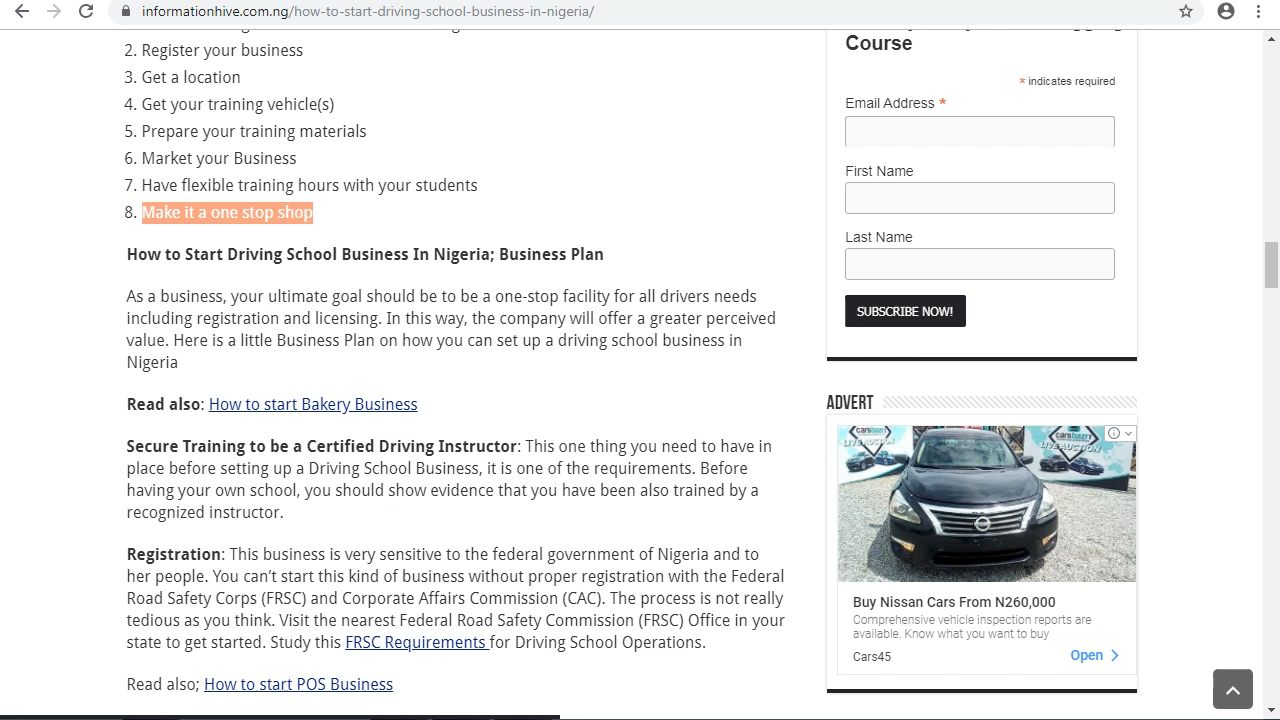 informationhive.com.ng/how-to-start-driving-school-business-in-nigeria/
2. Register your business
3. Get a location
4. Get your training vehicle(s)
5. Prepare your training materials
6. Market your Business
7. Have flexible training hours with your students
8. Make it a one stop shop
How to Start Driving School Business In Nigeria; Business Plan
As a business, your ultimate goal should be to be a one-stop facility for all drivers needs
including registration and licensing. In this way, the company will offer a greater perceived
value. Here is a little Business Plan on how you can set up a driving school business in
Nigeria
Read also: How to start Bakery Business
Secure Training to be a Certified Driving Instructor: This one thing you need to have in
place before setting up a Driving School Business, it is one of the requirements. Before
having your own school, you should show evidence that you have been also trained by a
recognized instructor.
Registration: This business is very sensitive to the federal government of Nigeria and to
her people. You can’t start this kind of business without proper registration with the Federal
Road Safety Corps (FRSC) and Corporate Affairs Commission (CAC). The process is not really
tedious as you think. Visit the nearest Federal Road Safety Commission (FRSC) Office in your
state to get started. Study this FRSC Requirements for Driving School Operations.
Read also; How to start POS Business
Course
* indicates required
Email Address *
First Name
Last Name
SUBSCRIBE NOW!
ADVERT
carsbazri
LIVE AUCTION
carsbazri
LIVE AUCTION
Buy Nissan Cars From N260,000
Comprehensive vehicle inspection reports are
available. Know what you want to buy
Cars45
Open